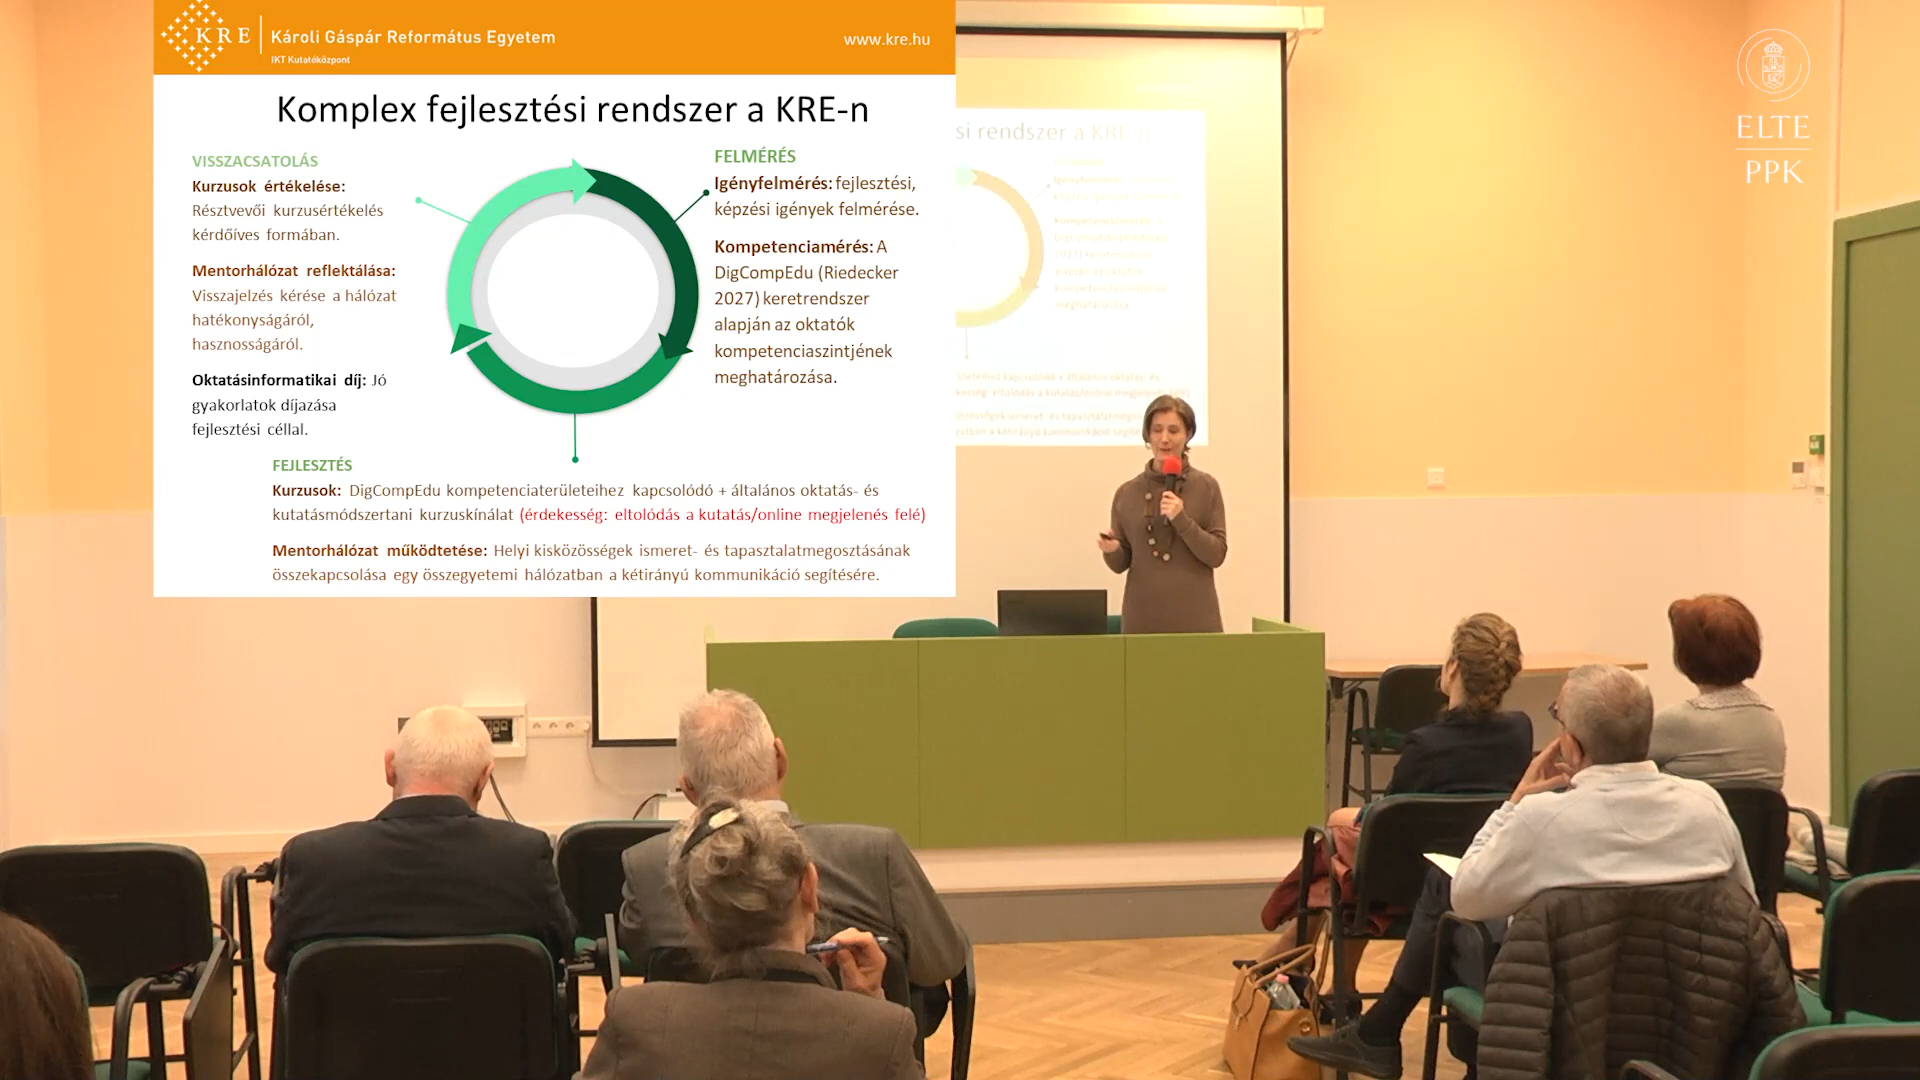 KRE
Károli Gáspár Református Egyetem
IKT Kutatóközpont
www.kre.hu
Komplex fejlesztési rendszer a KRE-n
VISSZACSATOLÁS
Kurzusok értékelése:
Résztvevői kurzusértékelés
kérdőíves formában.
Mentorhálózat reflektálása:
Visszajelzés kérése a hálózat
hatékonyságáról,
hasznosságáról.
Oktatásinformatikai díj: Jó
gyakorlatok díjazása
fejlesztési céllal.
FELMÉRÉS
Igényfelmérés: fejlesztési,
képzési igények felmérése.
Kompetenciamérés: A
DigCompEdu (Riedecker
2027) keretrendszer
alapján az oktatók
kompetenciaszintjének
meghatározása.
FEJLESZTÉS
Kurzusok: DigCompEdu kompetenciaterületeihez kapcsolódó + általános oktatás- és
kutatásmódszertani kurzuskínálat (érdekesség: eltolódás a kutatás/online megjelenés felé)
Mentorhálózat működtetése: Helyi kisközösségek ismeret- és tapasztalatmegosztásának
összekapcsolása egy összegyetemi hálózatban a kétirányú kommunikáció segítésére.
si rendszer a KRE-n
ELTE
PPK